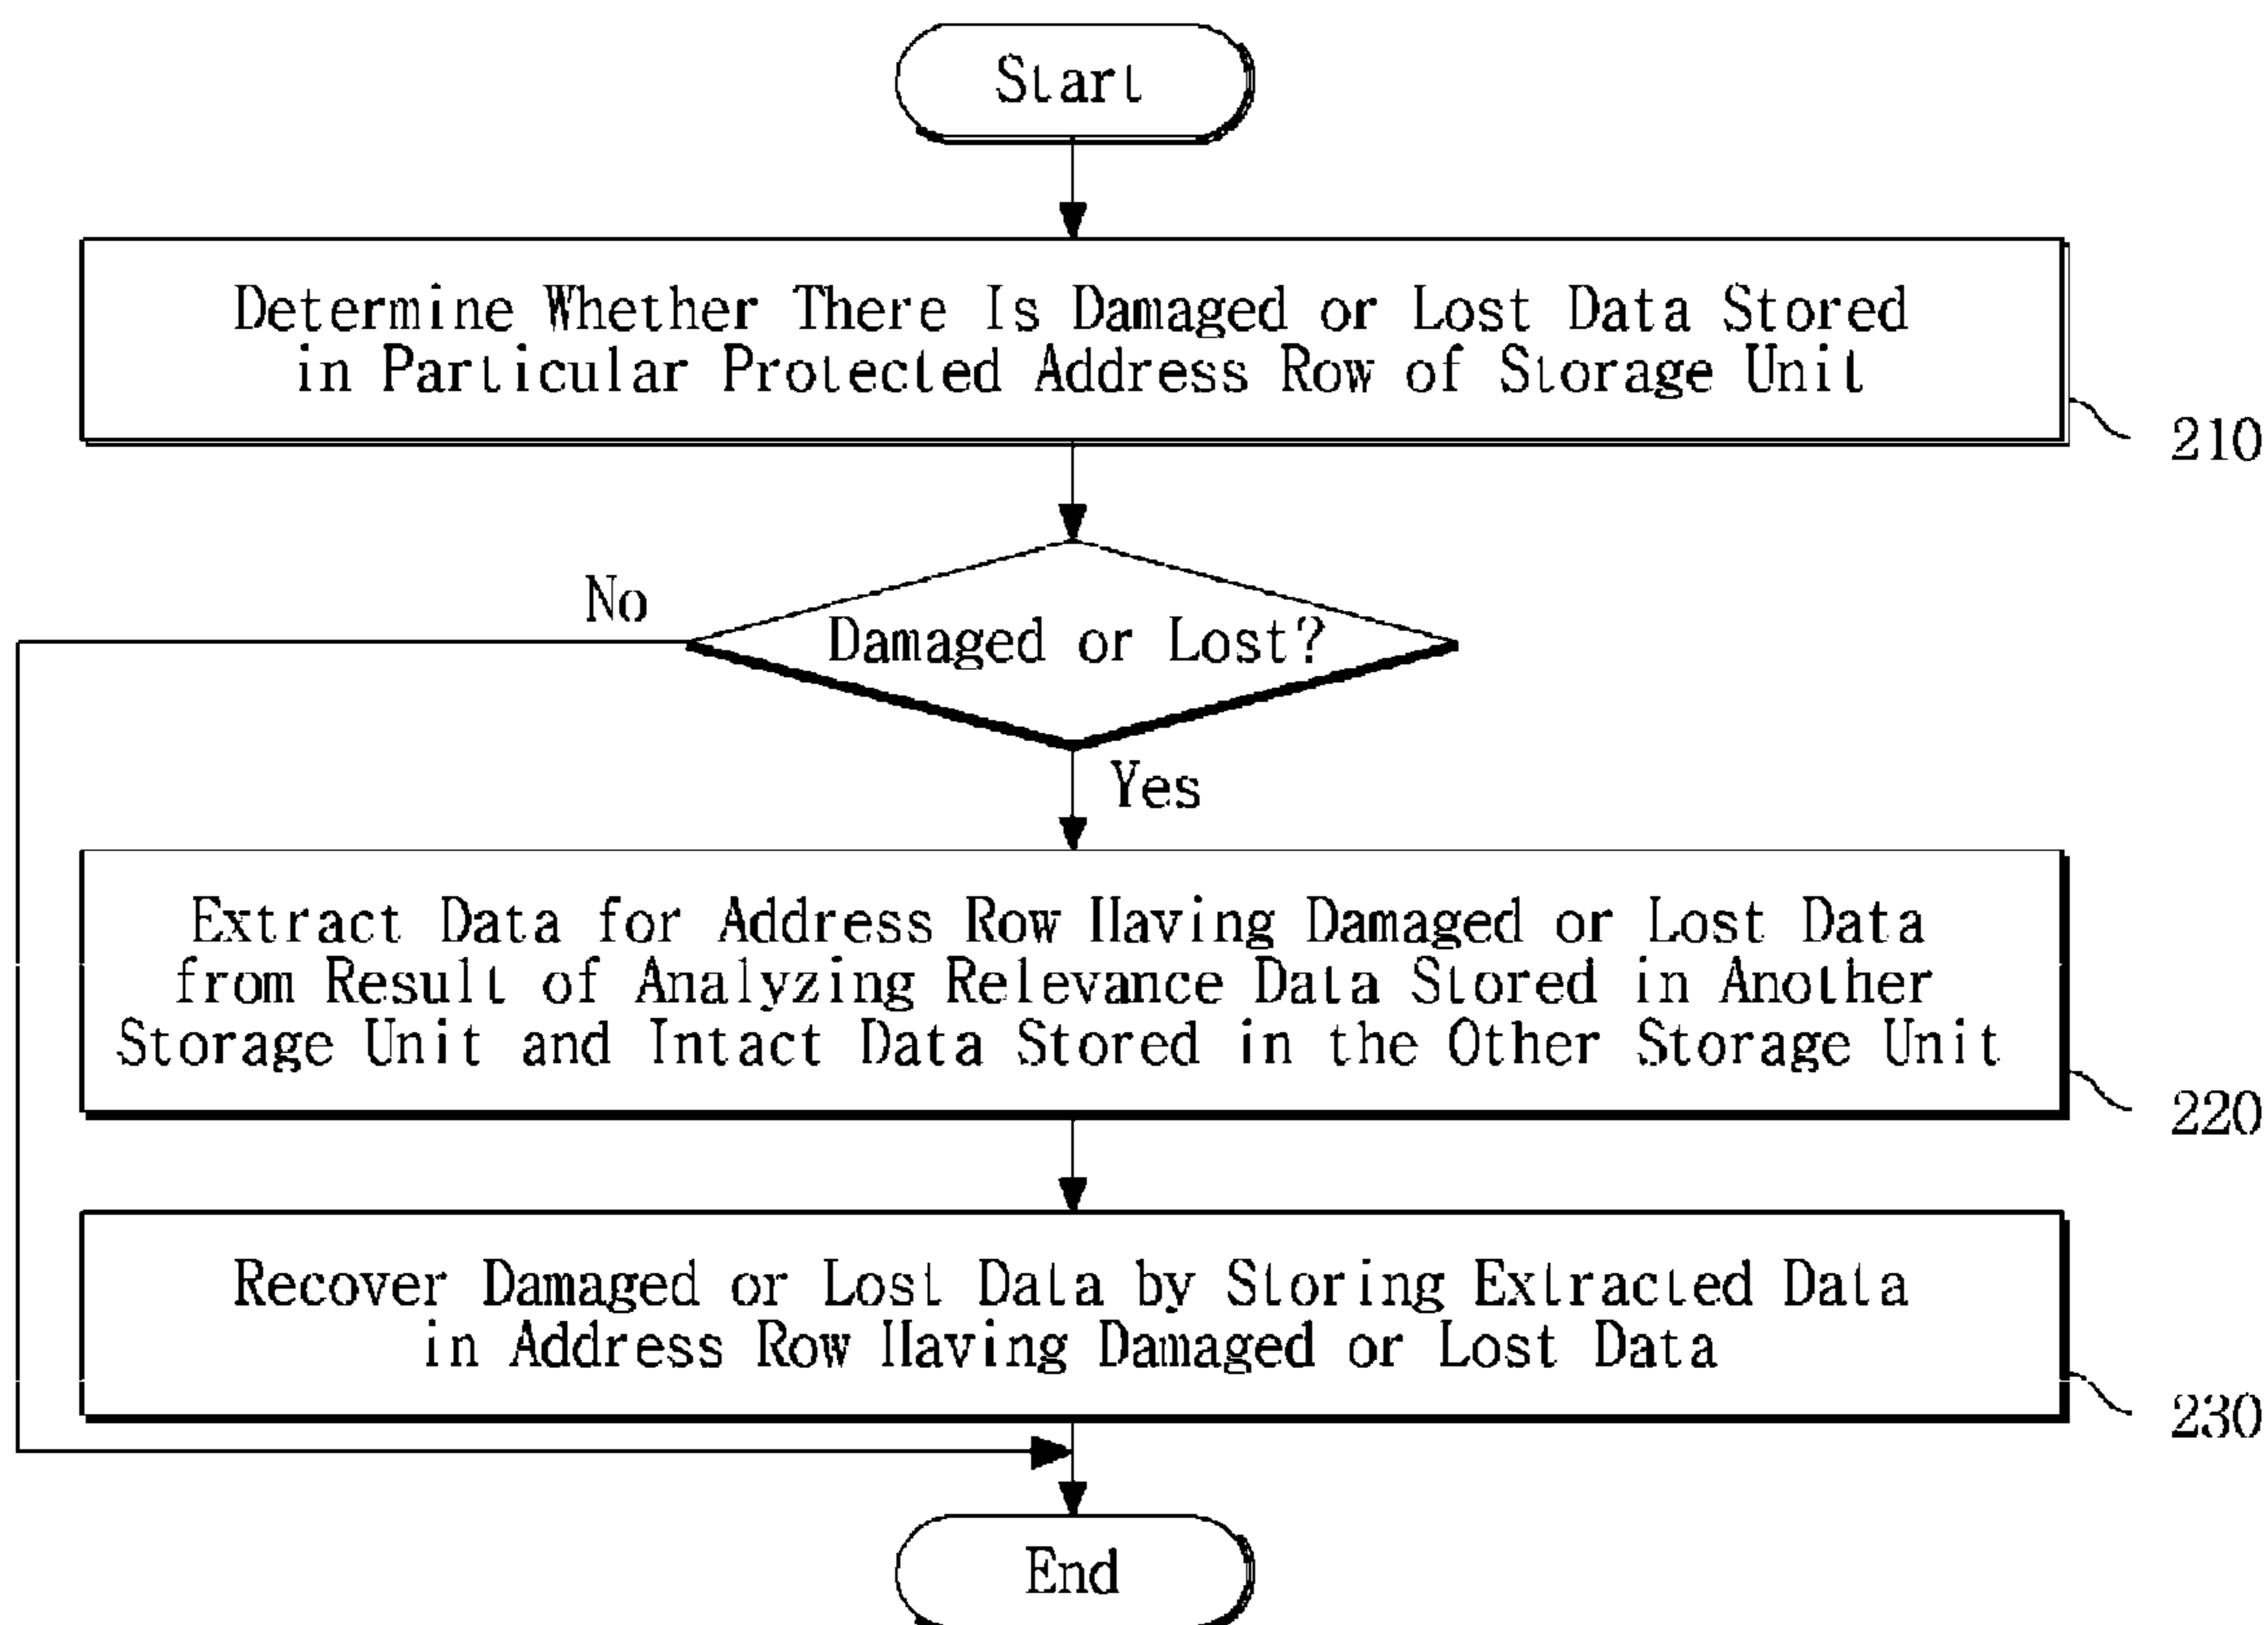 Start
Determine Whether There Is Damaged or Lost Data Stored
in Particular Protected Address Row of Storage Unit
210
No
Damaged or Lost?
Yes
Extract Data for Address Row Having Damaged or Lost Data
from Result of Analyzing Relevance Data Stored in Another
Storage Unit and Intact Data Stored in the Other Storage Unit
220
Recover Damaged or Lost Data by Storing Extracted Data
in Address Row Having Damaged or Lost Data
230
End